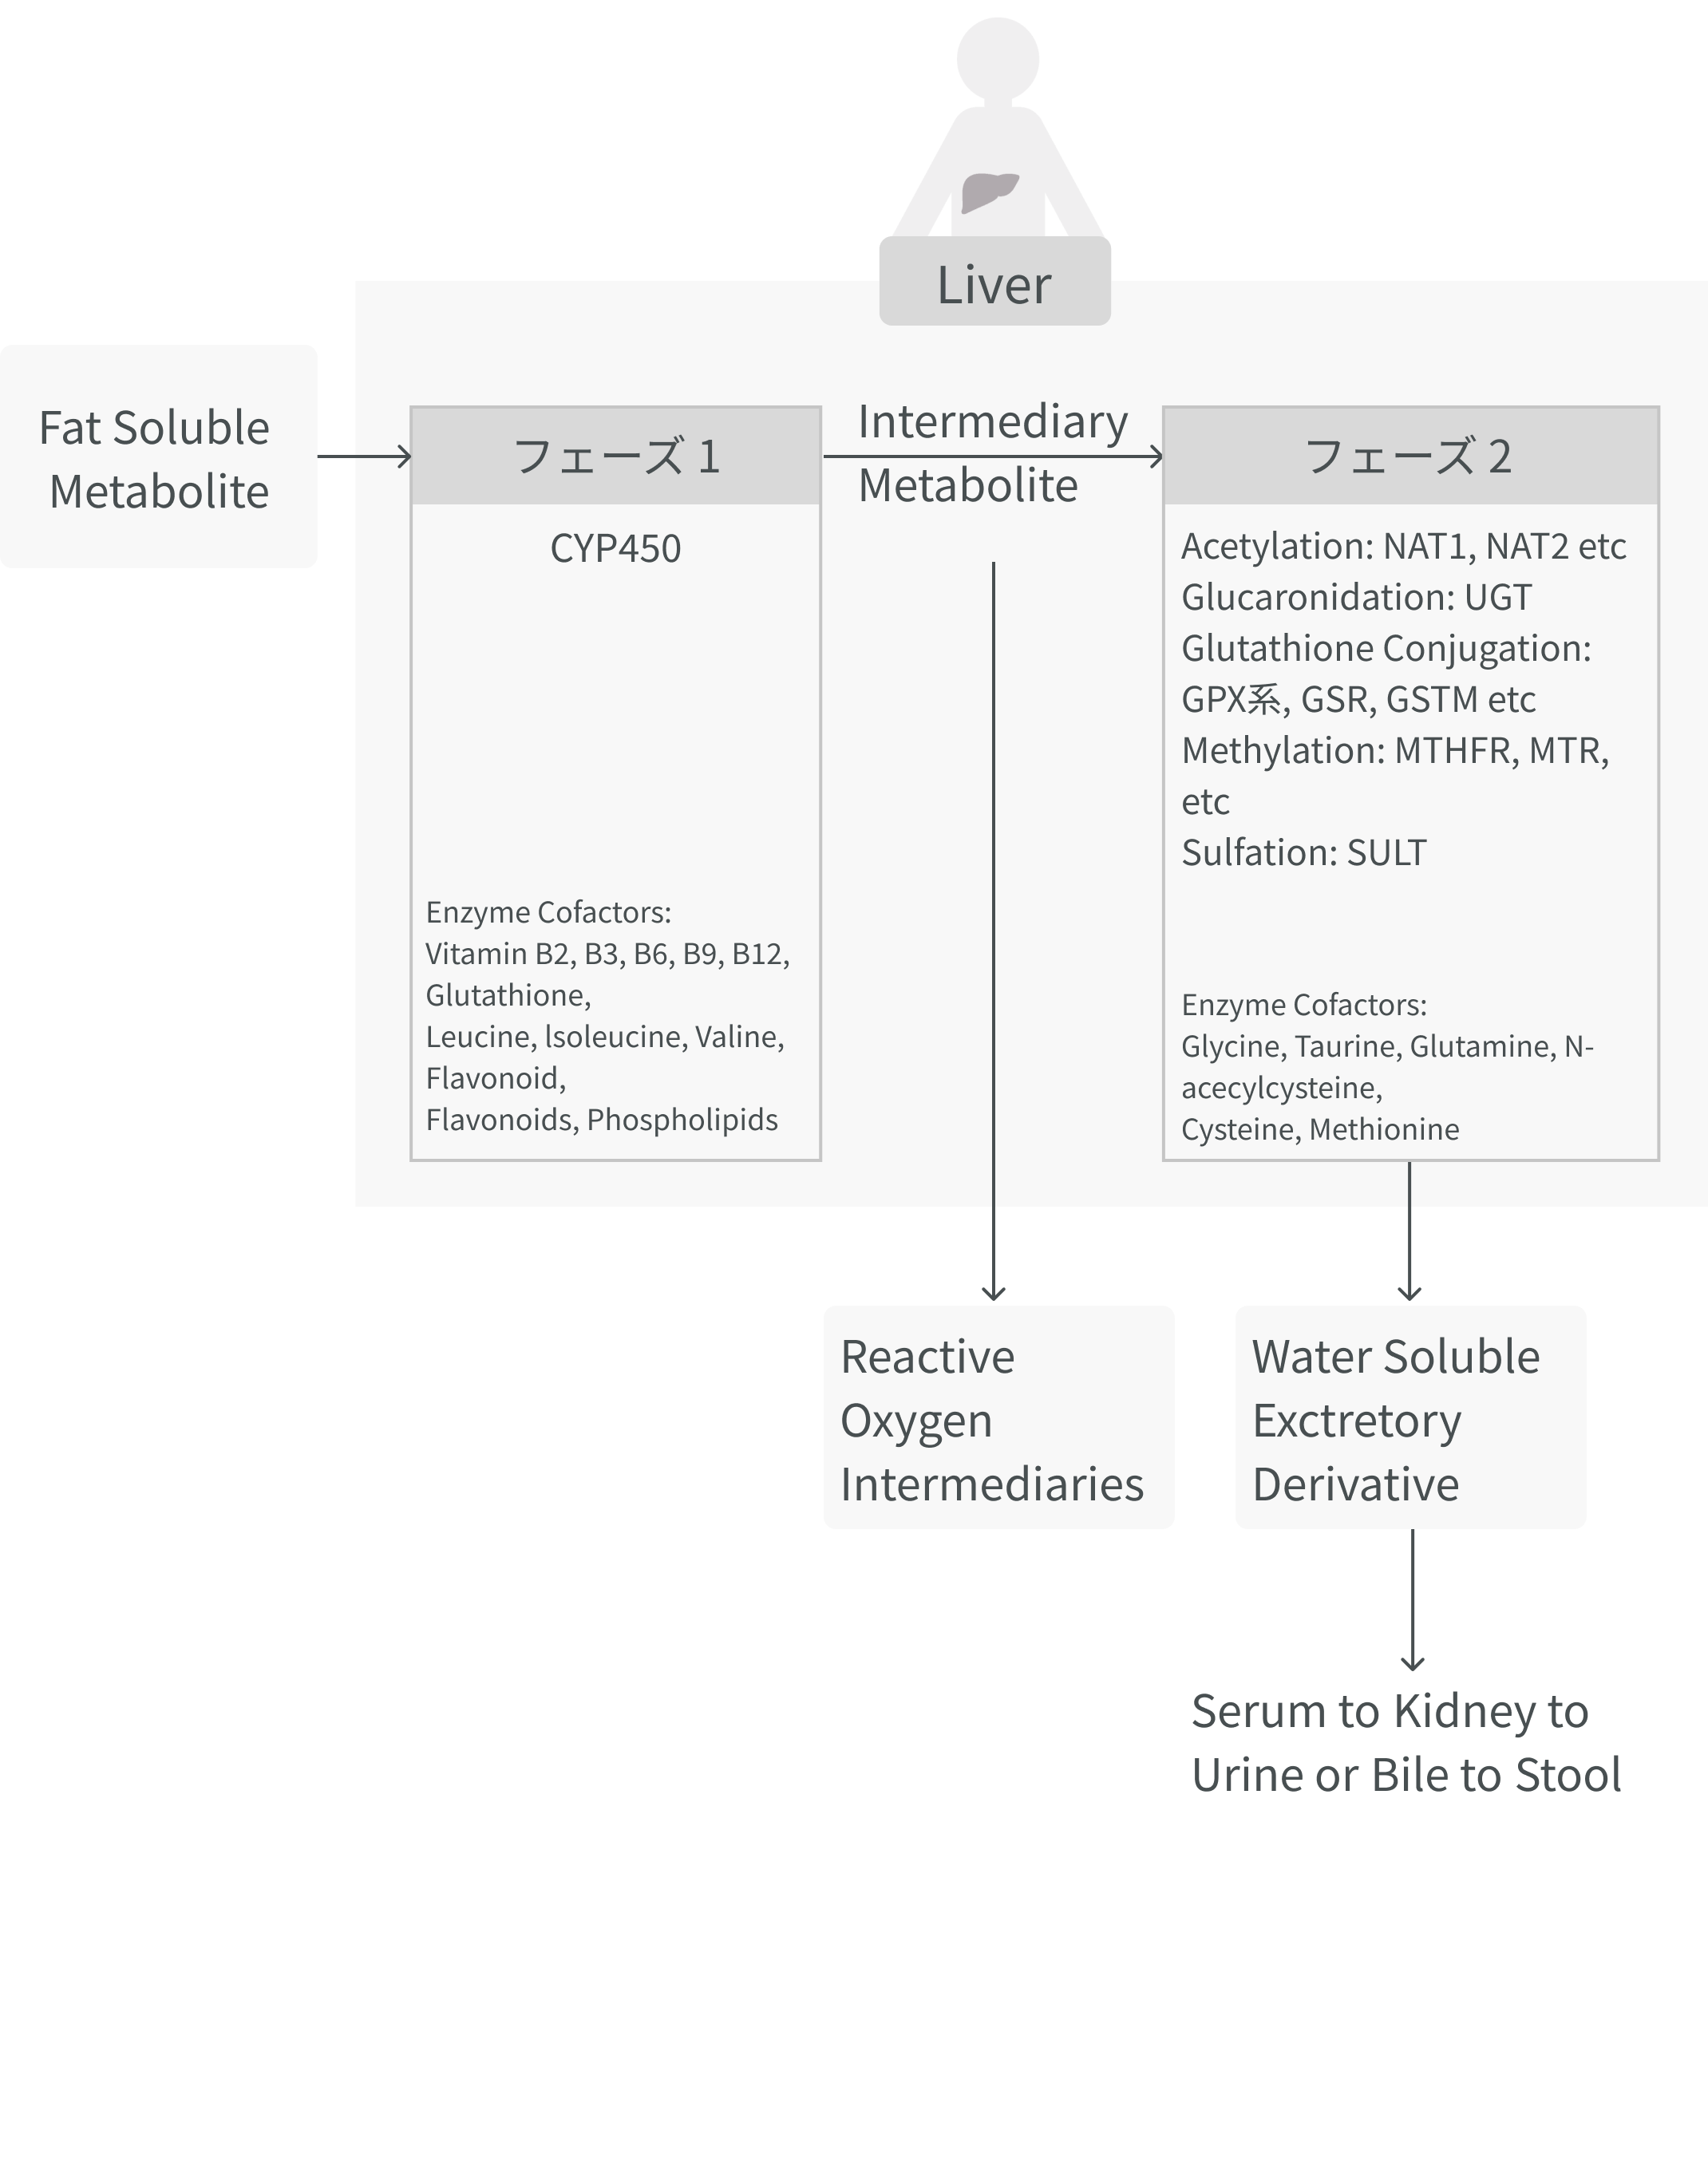 Liver
Fat Soluble
Metabolite
フェーズ 1
CYP450
Enzyme Cofactors:
Vitamin B2, B3, B6, B9, B12,
Glutathione,
Leucine, lsoleucine, Valine,
Flavonoid,
Flavonoids, Phospholipids
Intermediary
Metabolite
フェーズ 2
Acetylation: NAT1, NAT2 etc
Glucaronidation: UGT
Glutathione Conjugation:
GPX系, GSR, GSTM etc
Methylation: MTHFR, MTR,
etc
Sulfation: SULT
Enzyme Cofactors:
Glycine, Taurine, Glutamine, N-
acecylcysteine,
Cysteine, Methionine
Reactive
Oxygen
Intermediaries
Water Soluble
Exctretory
Derivative
Serum to Kidney to
Urine or Bile to Stool